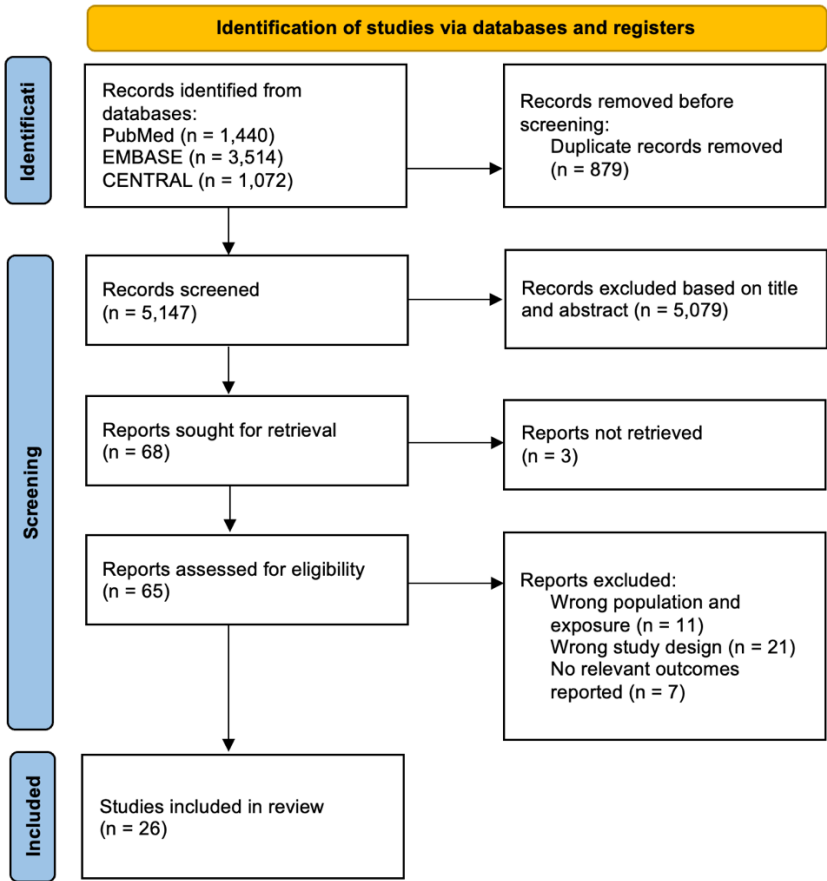 Identification of studies via databases and registers
Identificati
Records identified from
databases:
PubMed (n = 1,440)
EMBASE (n = 3,514)
CENTRAL (n = 1,072)
Records removed before
screening:
Duplicate records removed
(n = 879)
Screening
Records screened
(n = 5,147)
Records excluded based on title
and abstract (n = 5,079)
Reports sought for retrieval
(n = 68)
Reports not retrieved
(n = 3)
Reports assessed for eligibility
(n = 65)
Reports excluded:
Wrong population and
exposure (n = 11)
Wrong study design (n = 21)
No relevant outcomes
reported (n = 7)
Included
Studies included in review
(n = 26)